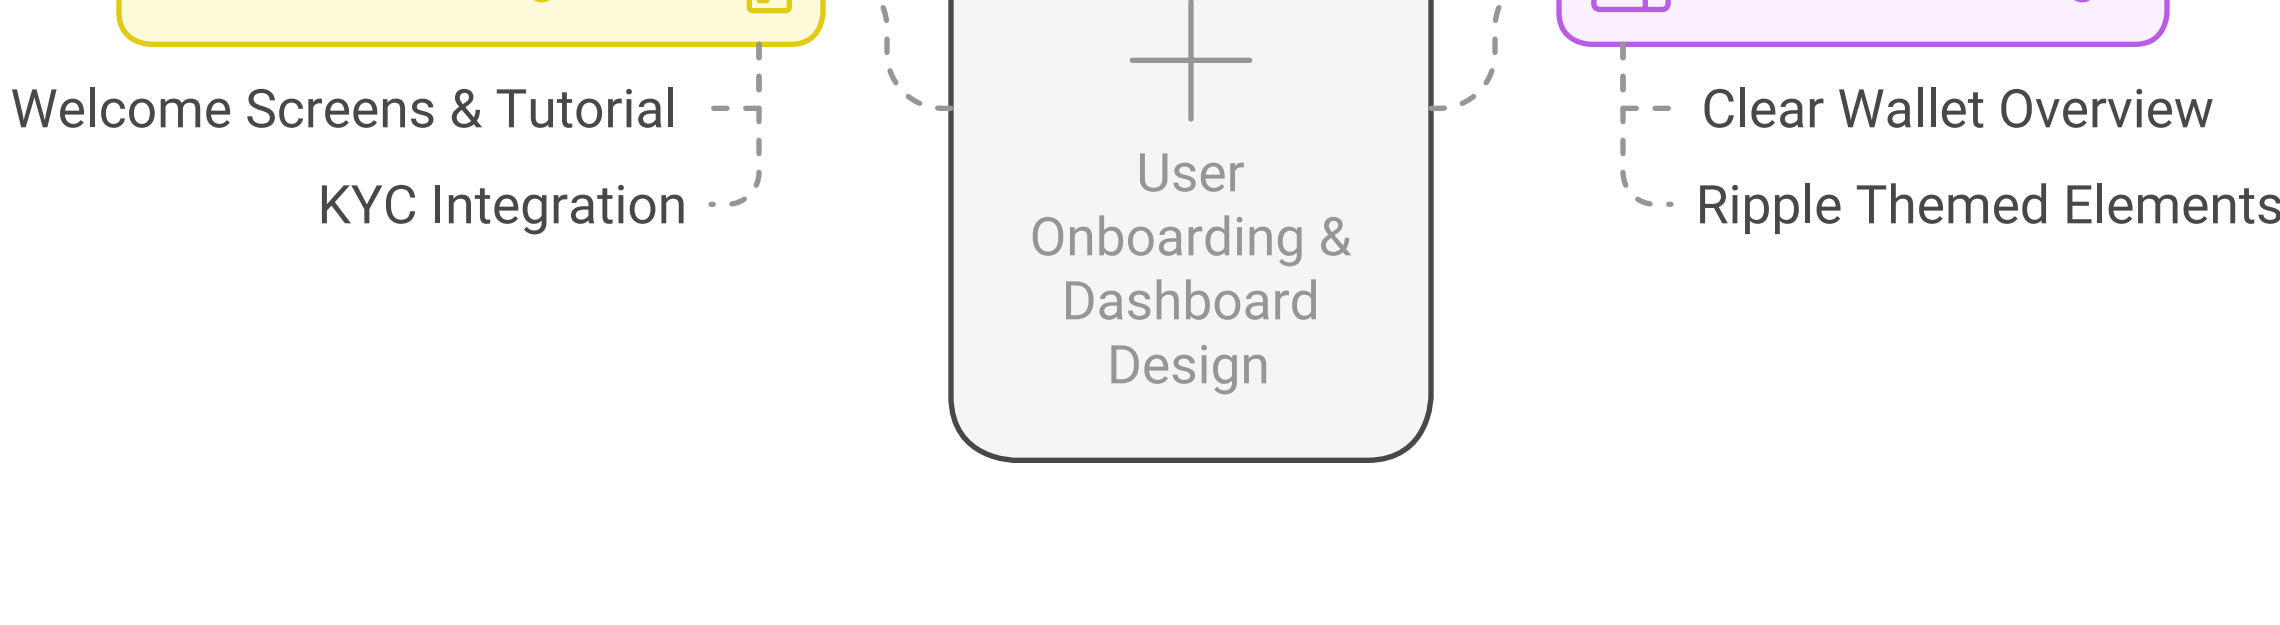 Welcome Screens & Tutorial
KYC Integration
User
Onboarding &
Dashboard
Design
Clear Wallet Overview
Ripple Themed Elements